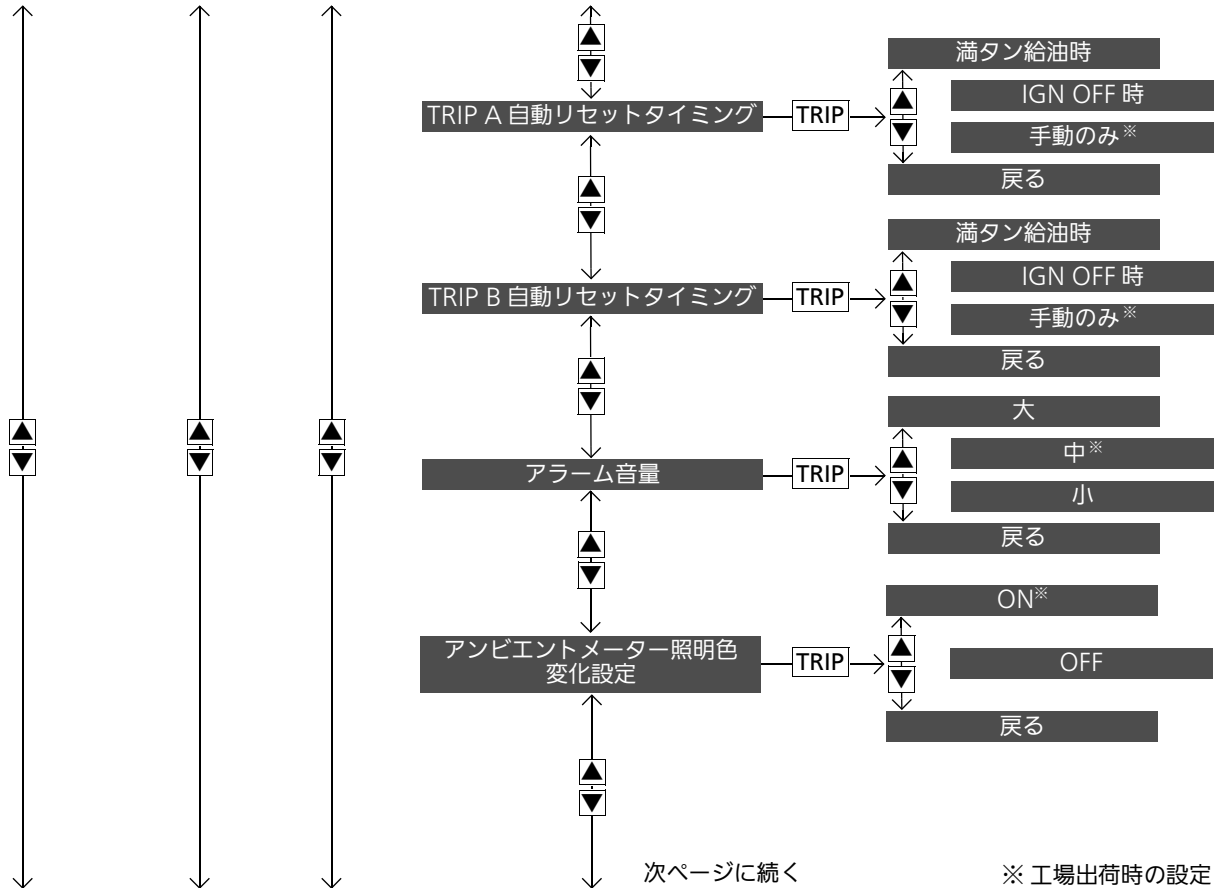 満タン給油時
TRIP A 自動リセットタイミング
TRIP
IGN OFF 時
手動のみ※
戻る
満タン給油時
TRIP B 自動リセットタイミング
TRIP
IGN OFF 時
手動のみ※
戻る
大
アラーム音量
TRIP
中※
小
戻る
ON※
アンビエントメーター照明色
変化設定
TRIP
OFF
戻る
次ページに続く
※ 工場出荷時の設定